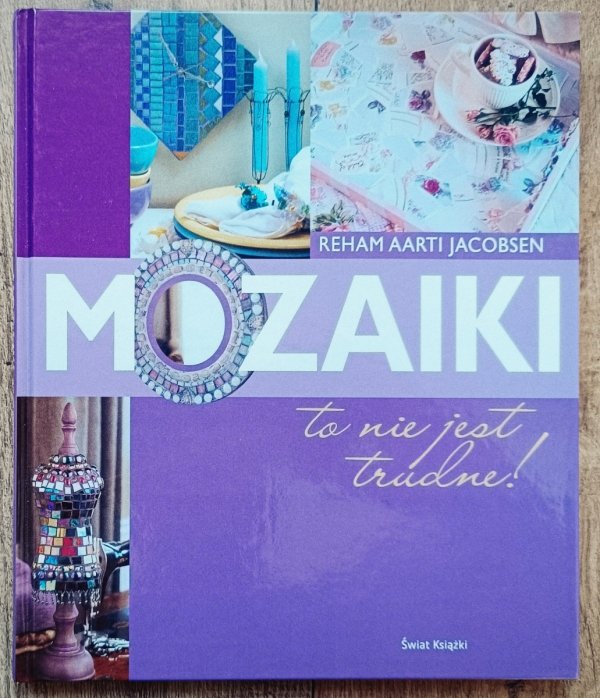 REHAM AARTI JACOBSEN
MOZAIKI
to nie jest
trudne!
Świat Książki